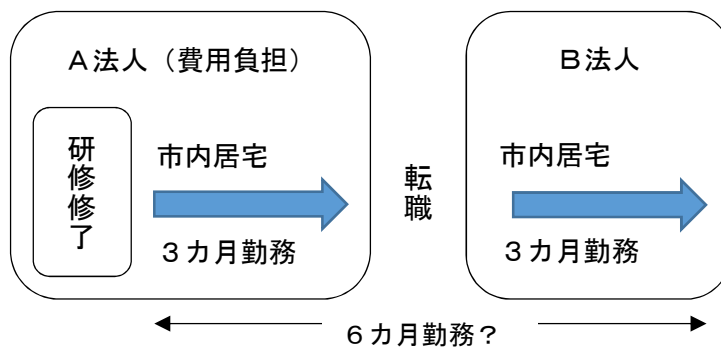 A法人（費用負担）
B法人
研修修了
市内居宅
３カ月勤務
転職
市内居宅
３カ月勤務
６カ月勤務？